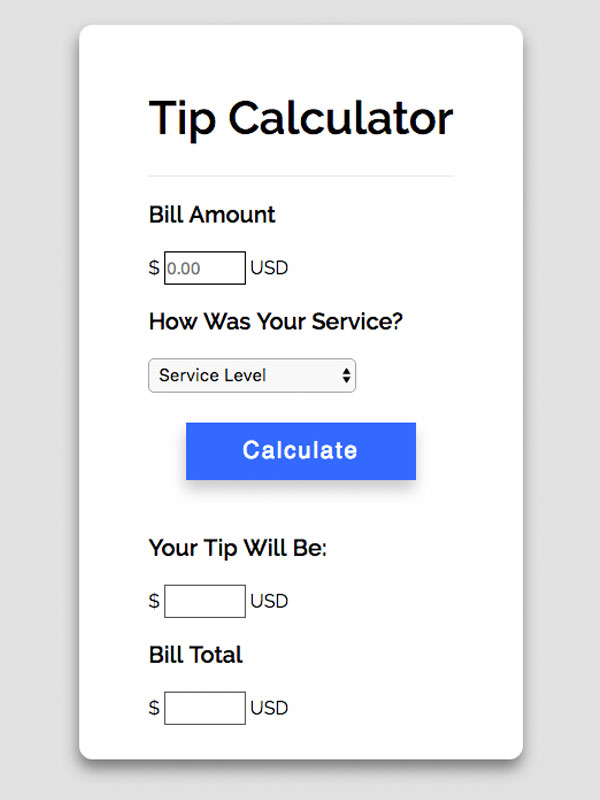 Tip Calculator
Bill Amount
$ 0.00 USD
How Was Your Service?
Service Level
Calculate
Your Tip Will Be:
$ USD
Bill Total
$ USD